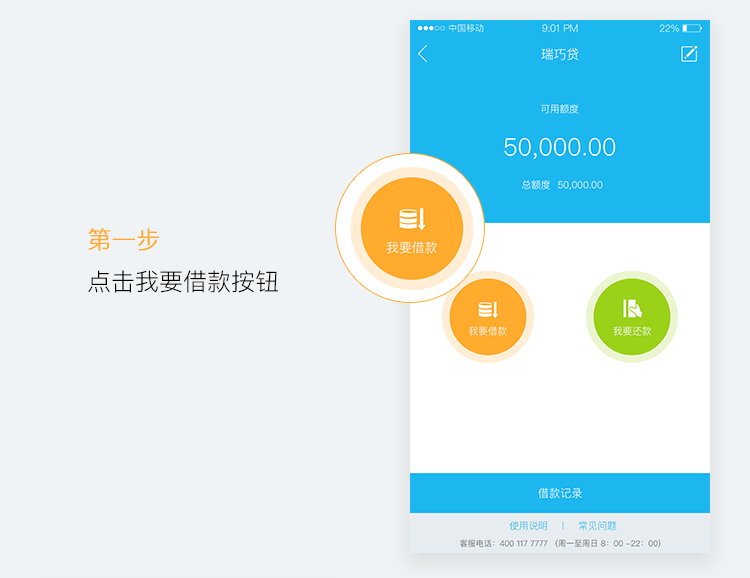 中国移动 9:01 PM 22%
瑞巧贷
可用额度
50,000.00
总额度 50,000.00
我要借款
第一步
点击我要借款按钮
我要借款 我要还款
借款记录
使用说明 | 常见问题
客服电话：400 117 7777 (周一至周日 8：00 -22：00)